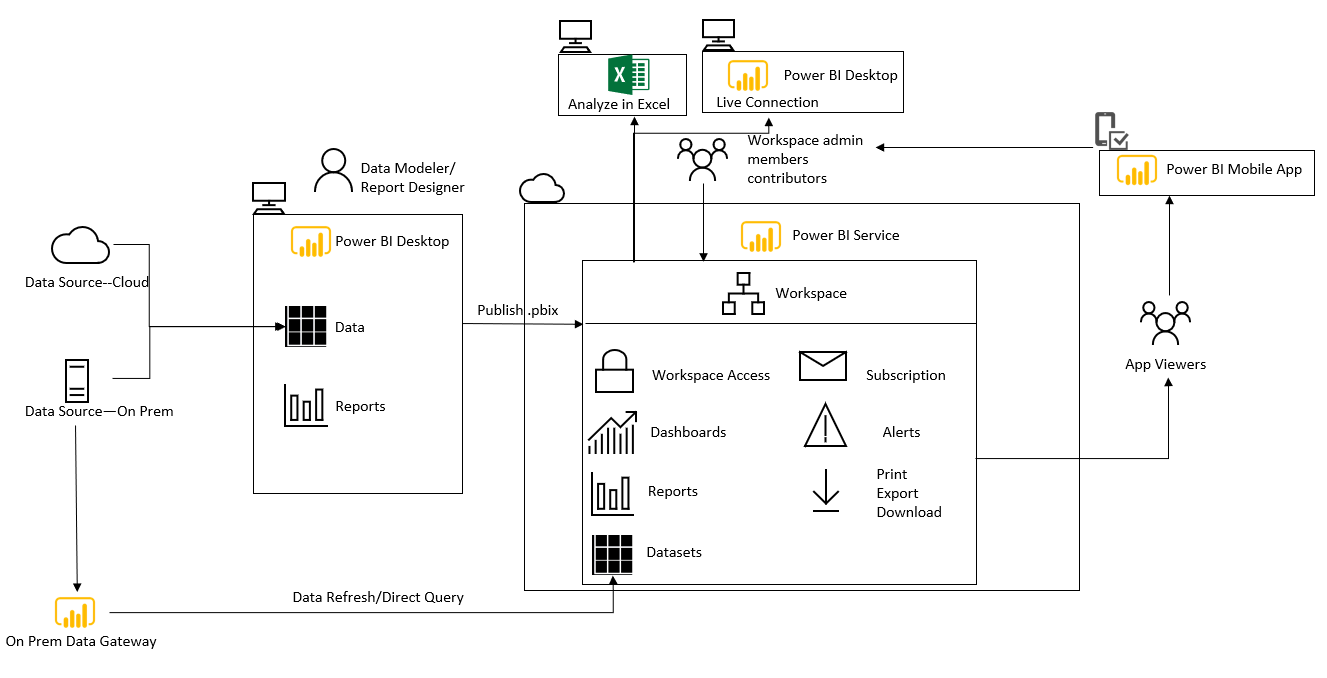 Power BI Desktop
Analyze in Excel
Live Connection
Workspace admin
members
contributors
Power BI Mobile App
Data Modeler/
Report Designer
Power BI Desktop
Power BI Service
Data Source--Cloud
Workspace
Publish .pbix
Data
App Viewers
Workspace Access
Subscription
Reports
Data Source—On Prem
Dashboards
Alerts
Print
Export
Download
Reports
Datasets
Data Refresh/Direct Query
On Prem Data Gateway